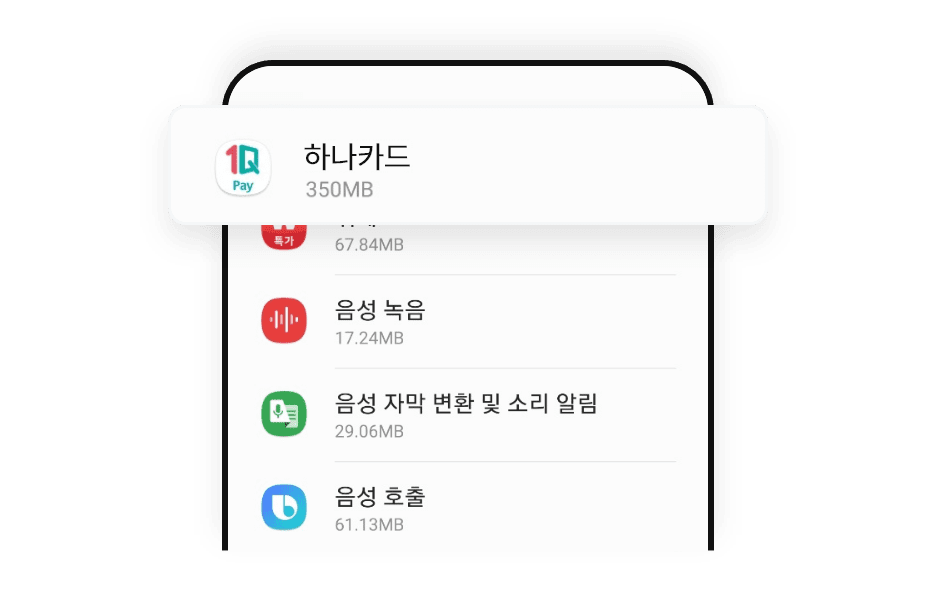 1Q
Pay
하나카드
350MB
특가
67.84MB
음성 녹음
17.24MB
음성 자막 변환 및 소리 알림
29.06MB
음성 호출
61.13MB